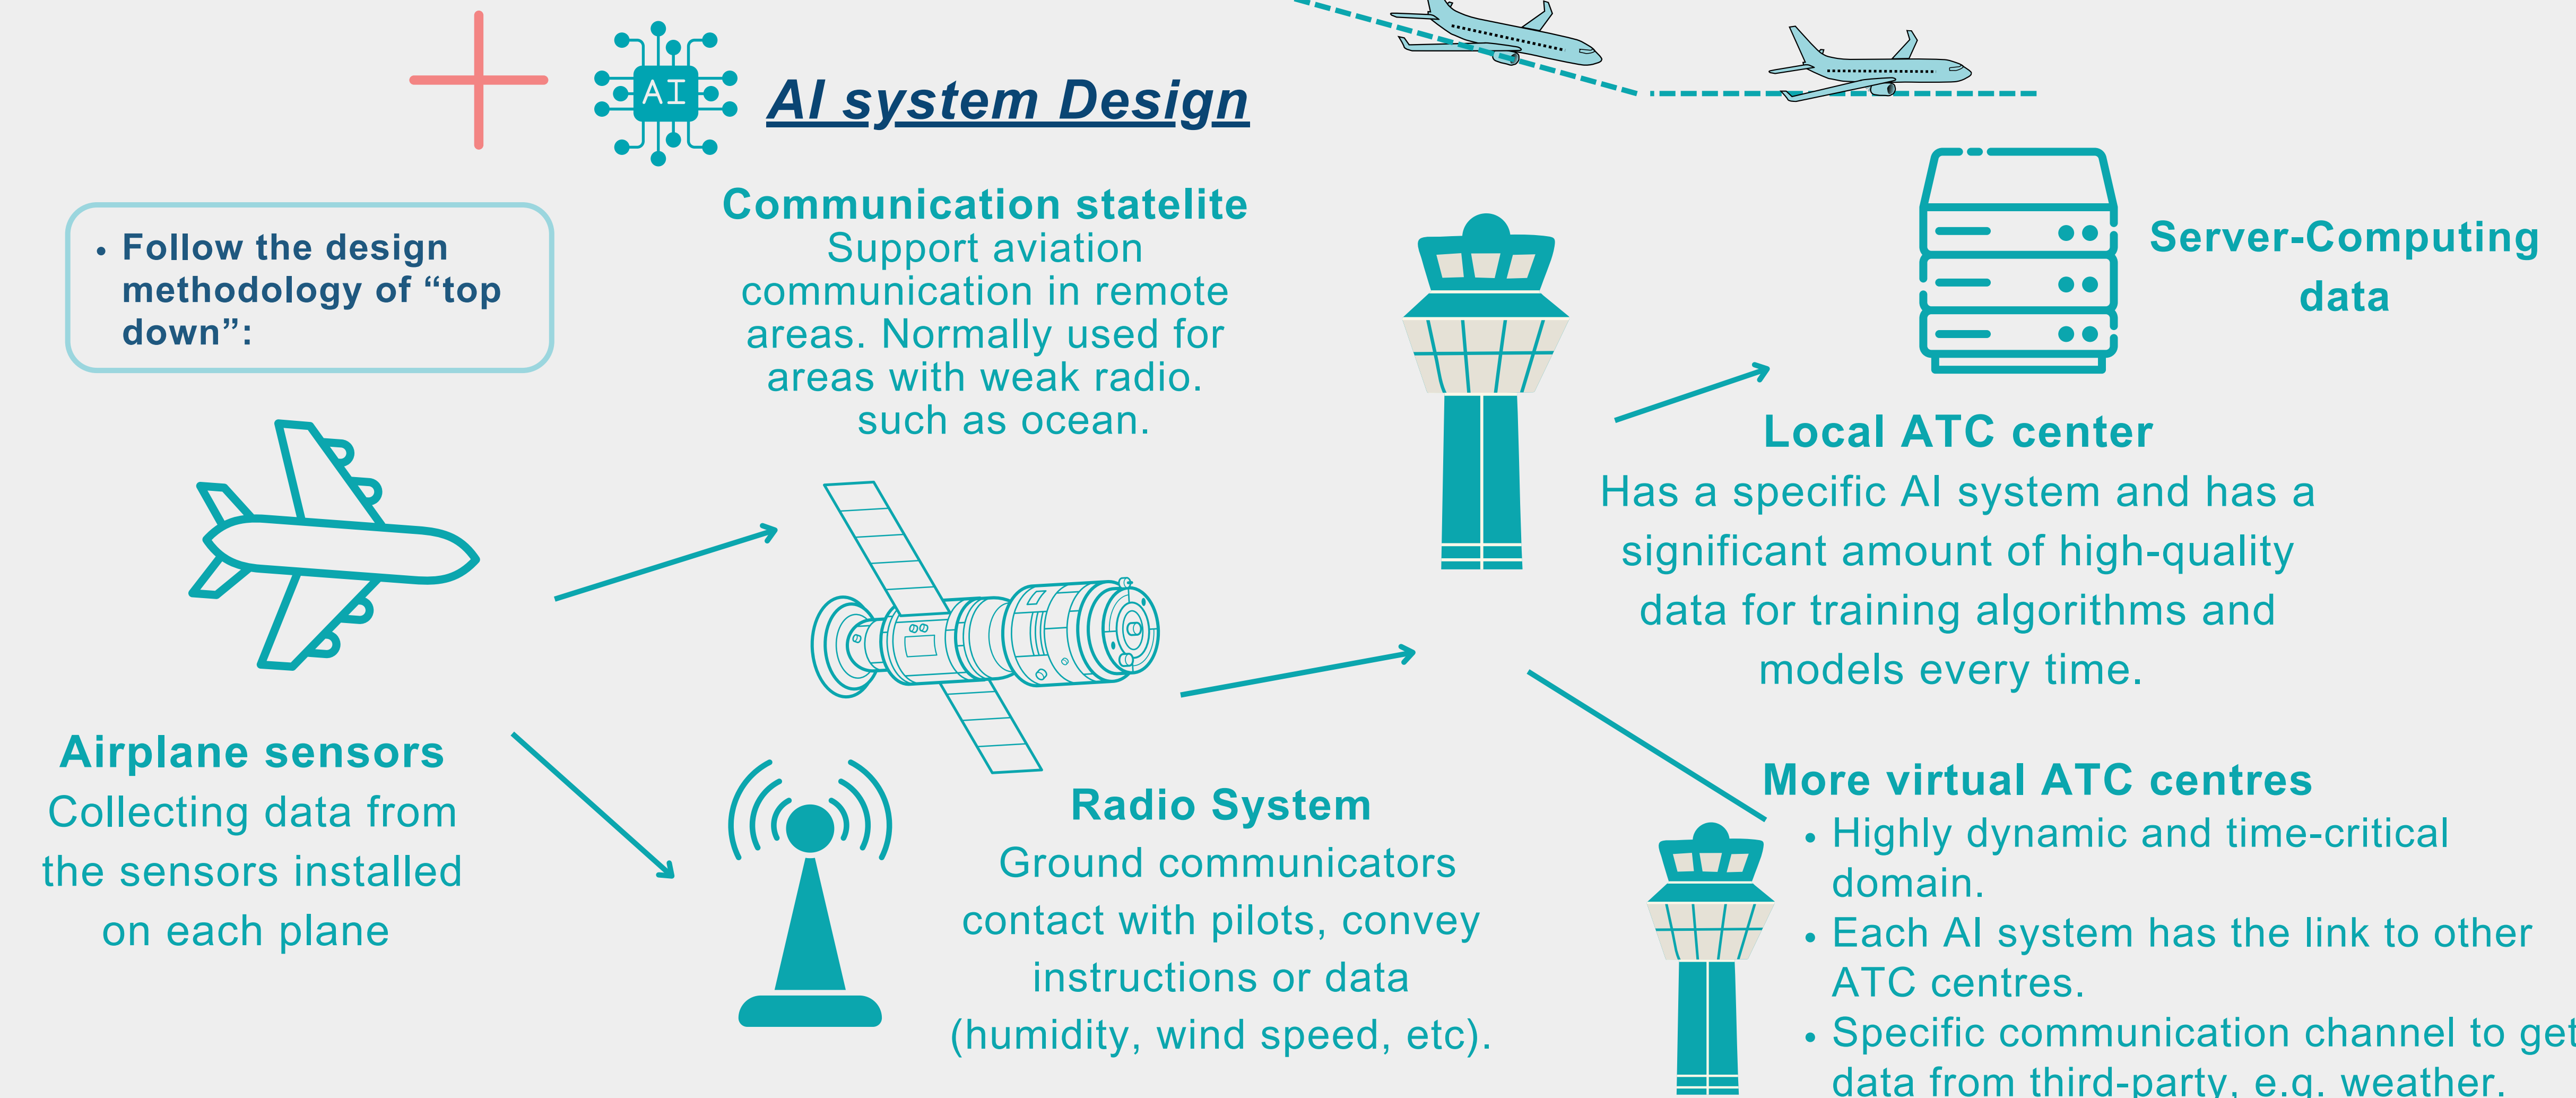 AI
AI system Design
• Follow the design
methodology of “top
down”:
Communication statelite
Support aviation
communication in remote
areas. Normally used for
areas with weak radio.
such as ocean.
Server-Computing
data
Local ATC center
Has a specific AI system and has a
significant amount of high-quality
data for training algorithms and
models every time.
Airplane sensors
Collecting data from
the sensors installed
on each plane
Radio System
Ground communicators
contact with pilots, convey
instructions or data
(humidity, wind speed, etc).
More virtual ATC centres
• Highly dynamic and time-critical
domain.
• Each AI system has the link to other
ATC centres.
• Specific communication channel to get
data from third-party, e.g. weather.